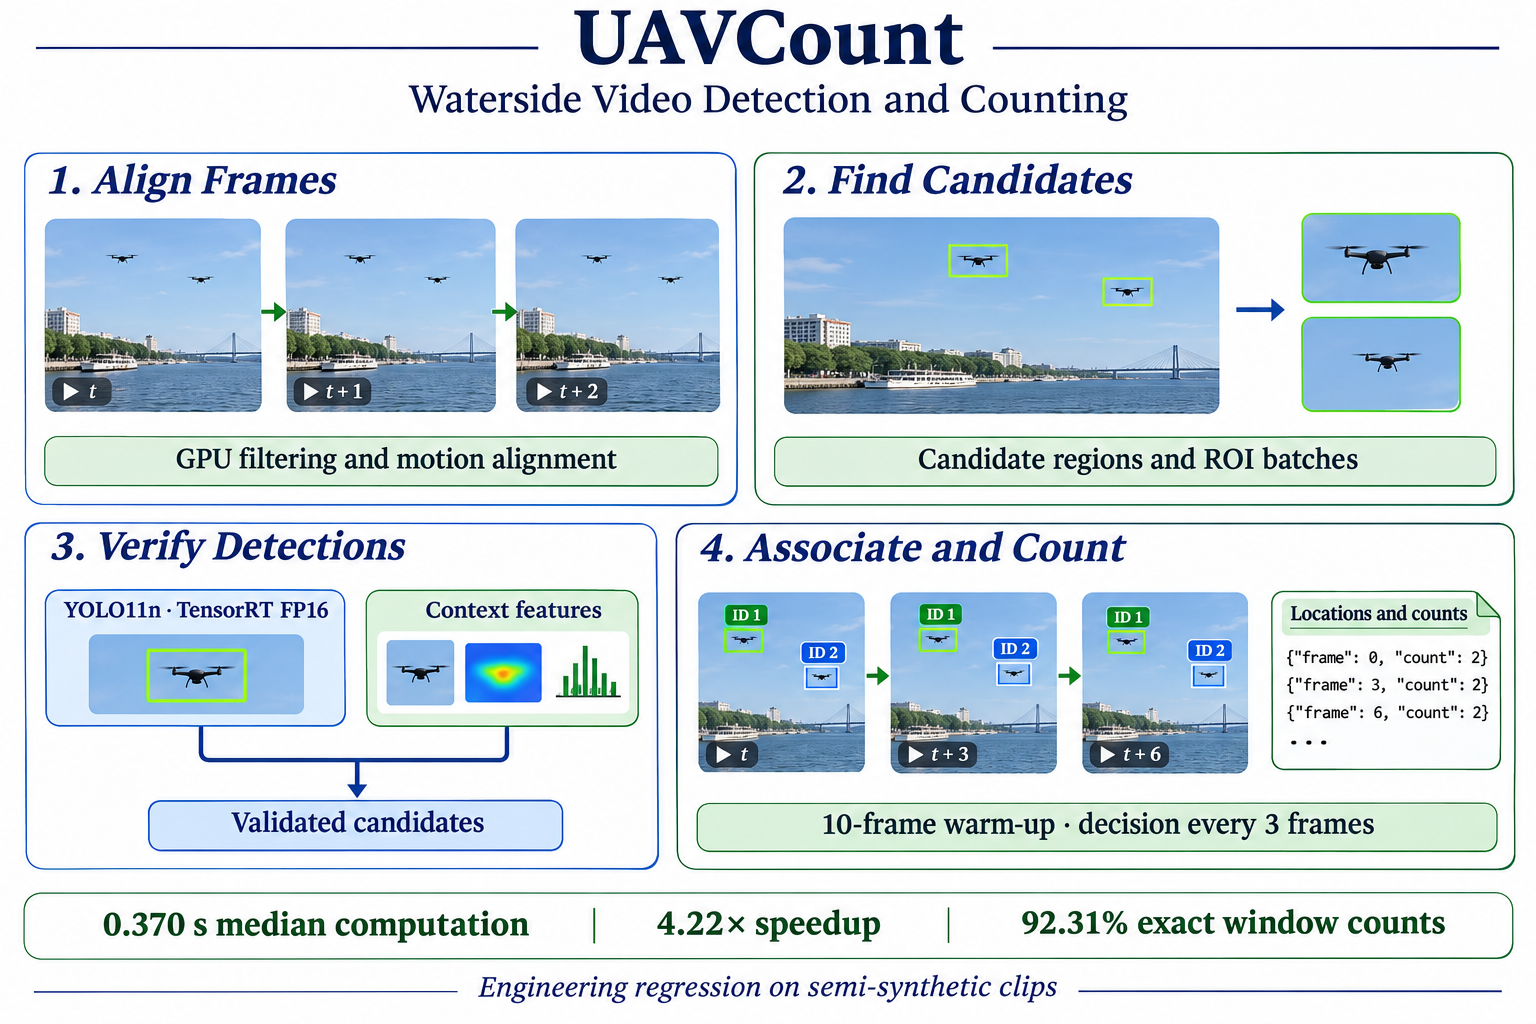 UAVCount
Waterside Video Detection and Counting
1. Align Frames
t
t + 1
t + 2
GPU filtering and motion alignment
2. Find Candidates
Candidate regions and ROI batches
3. Verify Detections
YOLO11n · TensorRT FP16
Context features
Validated candidates
4. Associate and Count
ID 1
ID 2
t
ID 1
ID 2
t + 3
ID 1
ID 2
t + 6
Locations and counts
{"frame": 0, "count": 2}
{"frame": 3, "count": 2}
{"frame": 6, "count": 2}
...
10-frame warm-up · decision every 3 frames
0.370 s median computation
4.22× speedup
92.31% exact window counts
Engineering regression on semi-synthetic clips